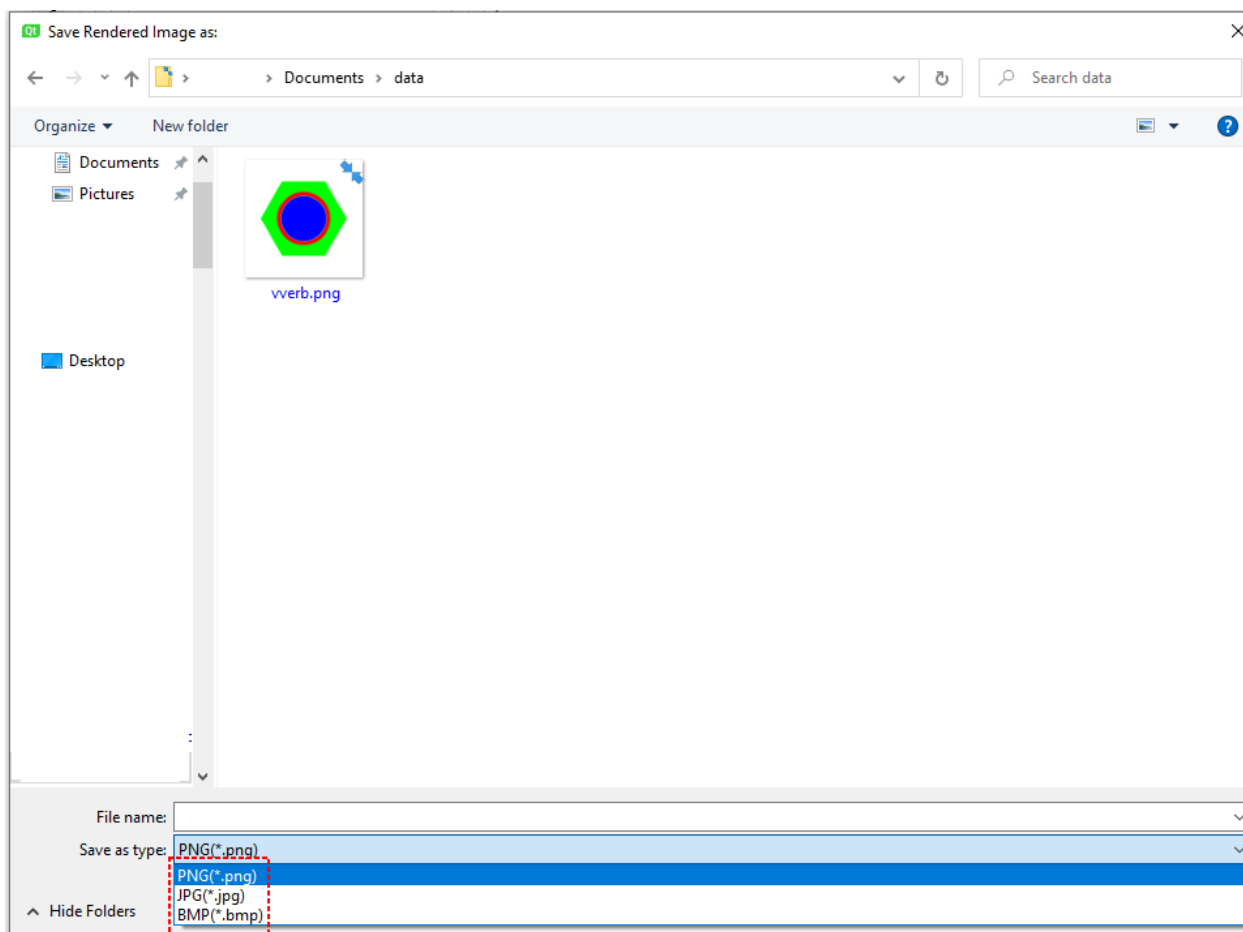 Qt Save Rendered Image as:
> Documents > data
Search data
Organize
New folder
?
Documents
Pictures
Desktop
vverb.png
:
File name:
Save as type: PNG(*.png)
PNG(*.png)
JPG(*.jpg)
BMP(*.bmp)
Hide Folders